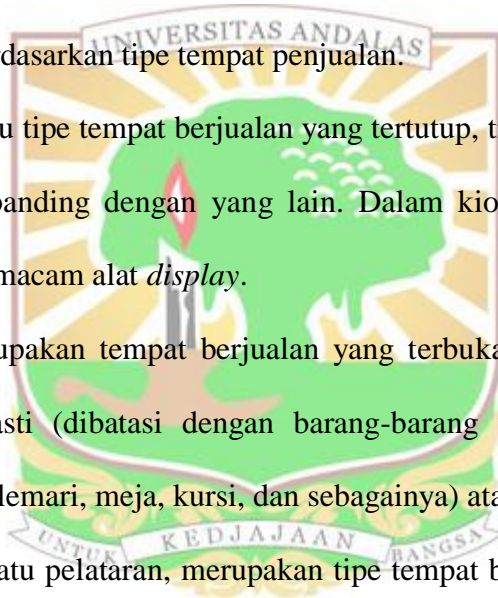 UNIVERSITAS ANDALAS
rdasarkan tipe tempat penjualan.
u tipe tempat berjualan yang tertutup, t
banding dengan yang lain. Dalam kio
macam alat display.
upakan tempat berjualan yang terbuka
asti (dibatasi dengan barang-barang
lemari, meja, kursi, dan sebagainya) ata
UNTUK KEDJAJAAN BANGSA
atu pelataran, merupakan tipe tempat b